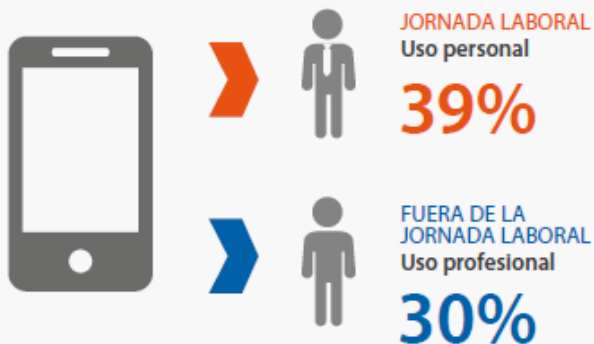 JORNADA LABORAL
Uso personal
39%
FUERA DE LA
JORNADA LABORAL
Uso profesional
30%